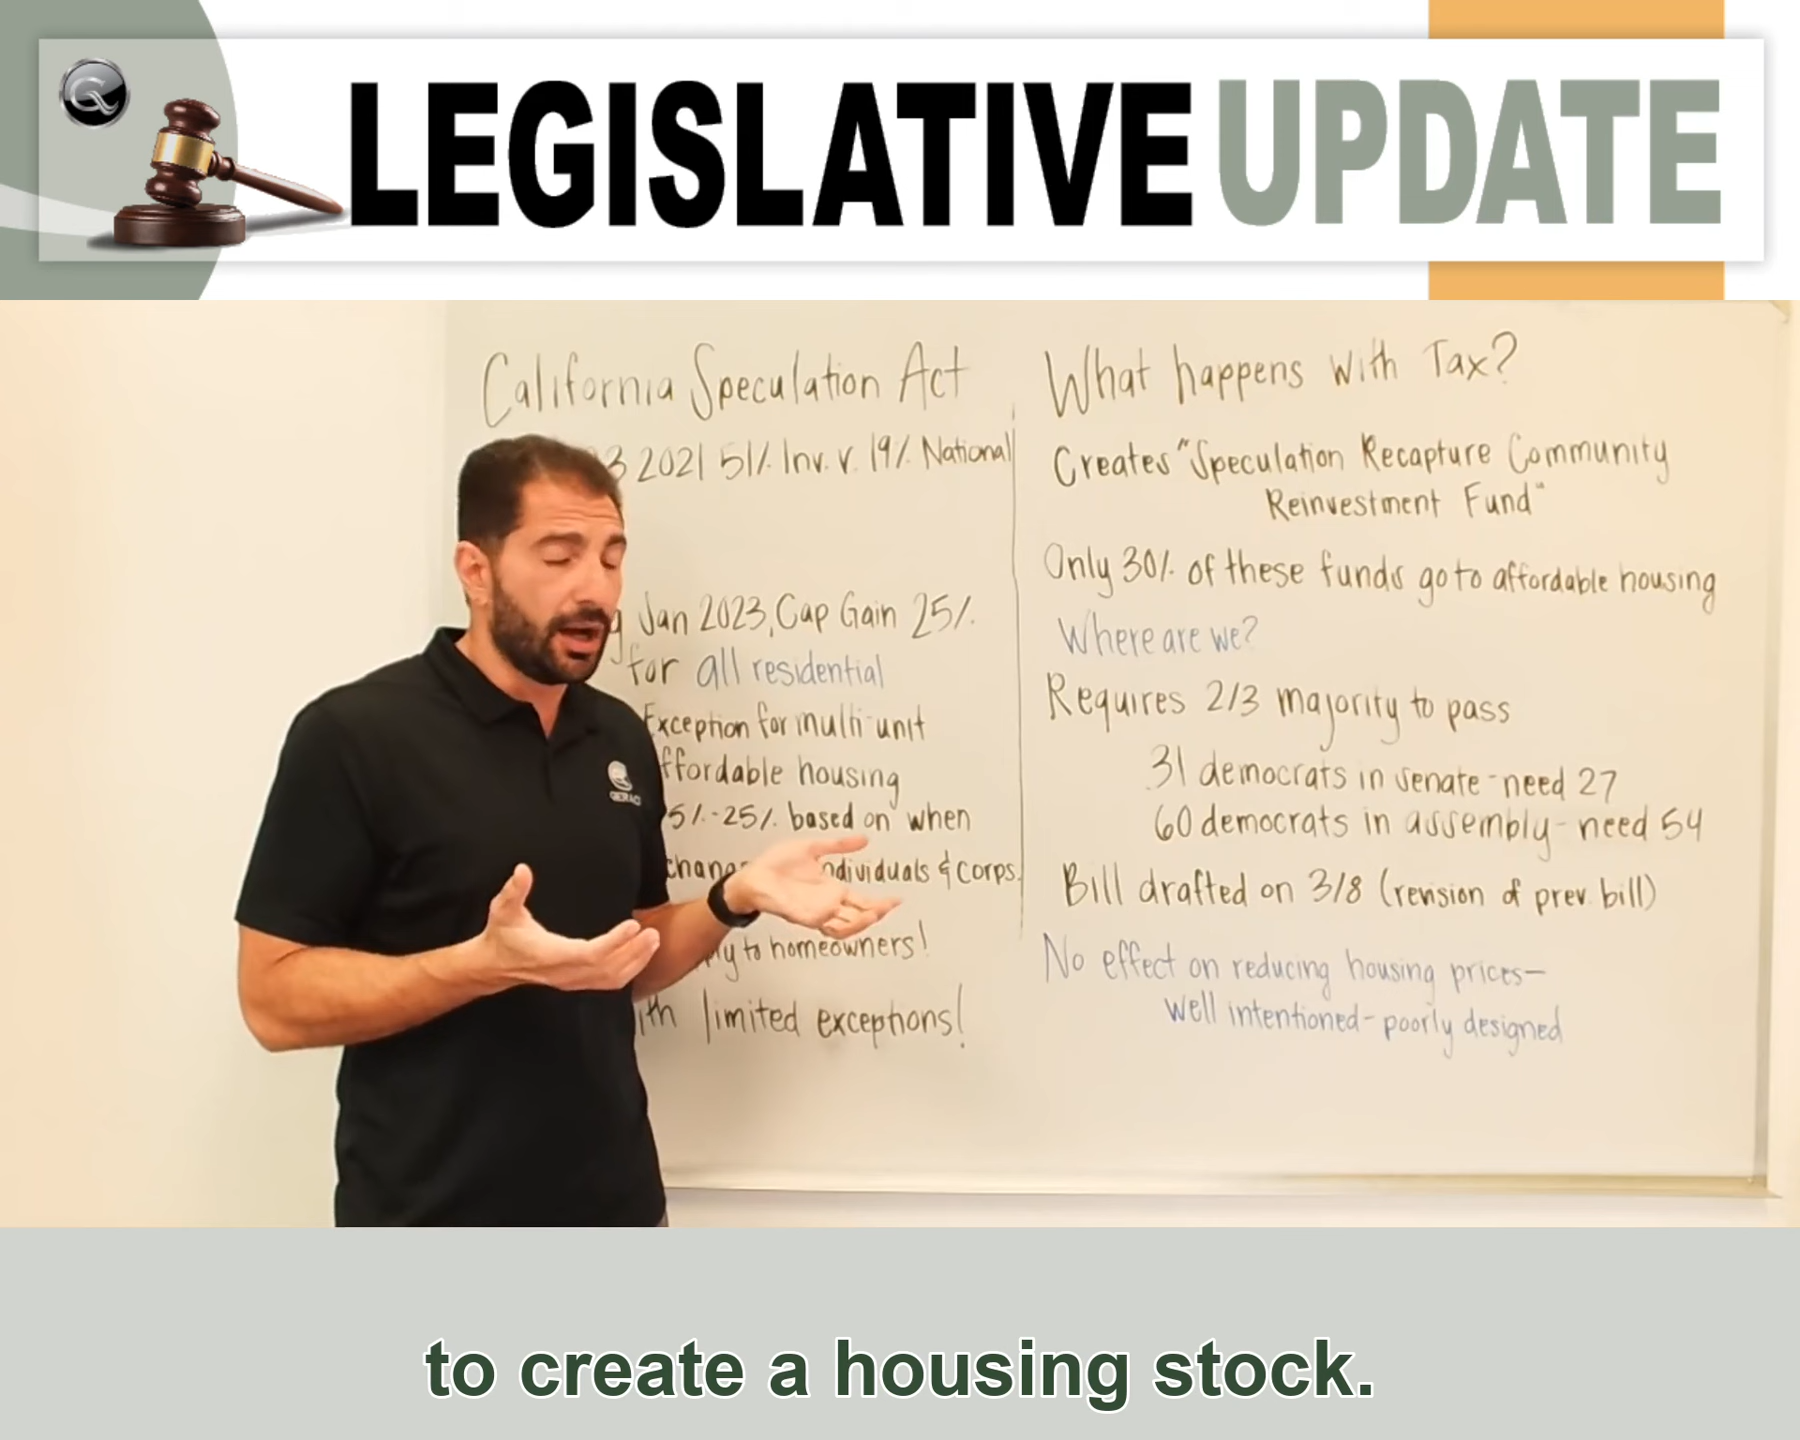 LEGISLATIVE UPDATE
California Speculation Act
3 2021 51% Inv. v. 19% National
g Jan 2023, Cap Gain 25%
for all residential
Exception for multi-unit
ffordable housing
5%-25% based on when
individuals & corps.
ly to homeowners!
ith limited exceptions!
What happens with Tax?
Creates "Speculation Recapture Community
Reinvestment Fund"
Only 30% of these funds go to affordable housing
Where are we?
Requires 2/3 majority to pass
31 democrats in senate - need 27
60 democrats in assembly - need 54
Bill drafted on 3/8 (revision of prev. bill)
No effect on reducing housing prices—
well intentioned - poorly designed
GERACI
to create a housing stock.